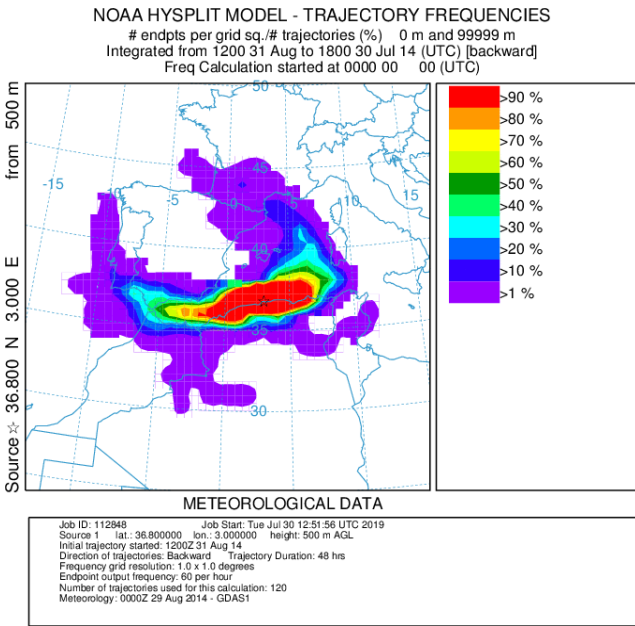 NOAA HYSPLIT MODEL - TRAJECTORY FREQUENCIES
# endpts per grid sq./# trajectories (%) 0 m and 99999 m
Integrated from 1200 31 Aug to 1800 30 Jul 14 (UTC) [backward]
Freq Calculation started at 0000 00 00 (UTC)
Source ☆ 36.800 N 3.000 E from 500 m
50
45
-15
-10
-5
0
5
10
15
40
35
30
>90 %
>80 %
>70 %
>60 %
>50 %
>40 %
>30 %
>20 %
>10 %
>1 %
METEOROLOGICAL DATA
Job ID: 112848 Job Start: Tue Jul 30 12:51:56 UTC 2019
Source 1 lat.: 36.800000 lon.: 3.000000 height: 500 m AGL
Initial trajectory started: 1200Z 31 Aug 14
Direction of trajectories: Backward Trajectory Duration: 48 hrs
Frequency grid resolution: 1.0 x 1.0 degrees
Endpoint output frequency: 60 per hour
Number of trajectories used for this calculation: 120
Meteorology: 0000Z 29 Aug 2014 - GDAS1